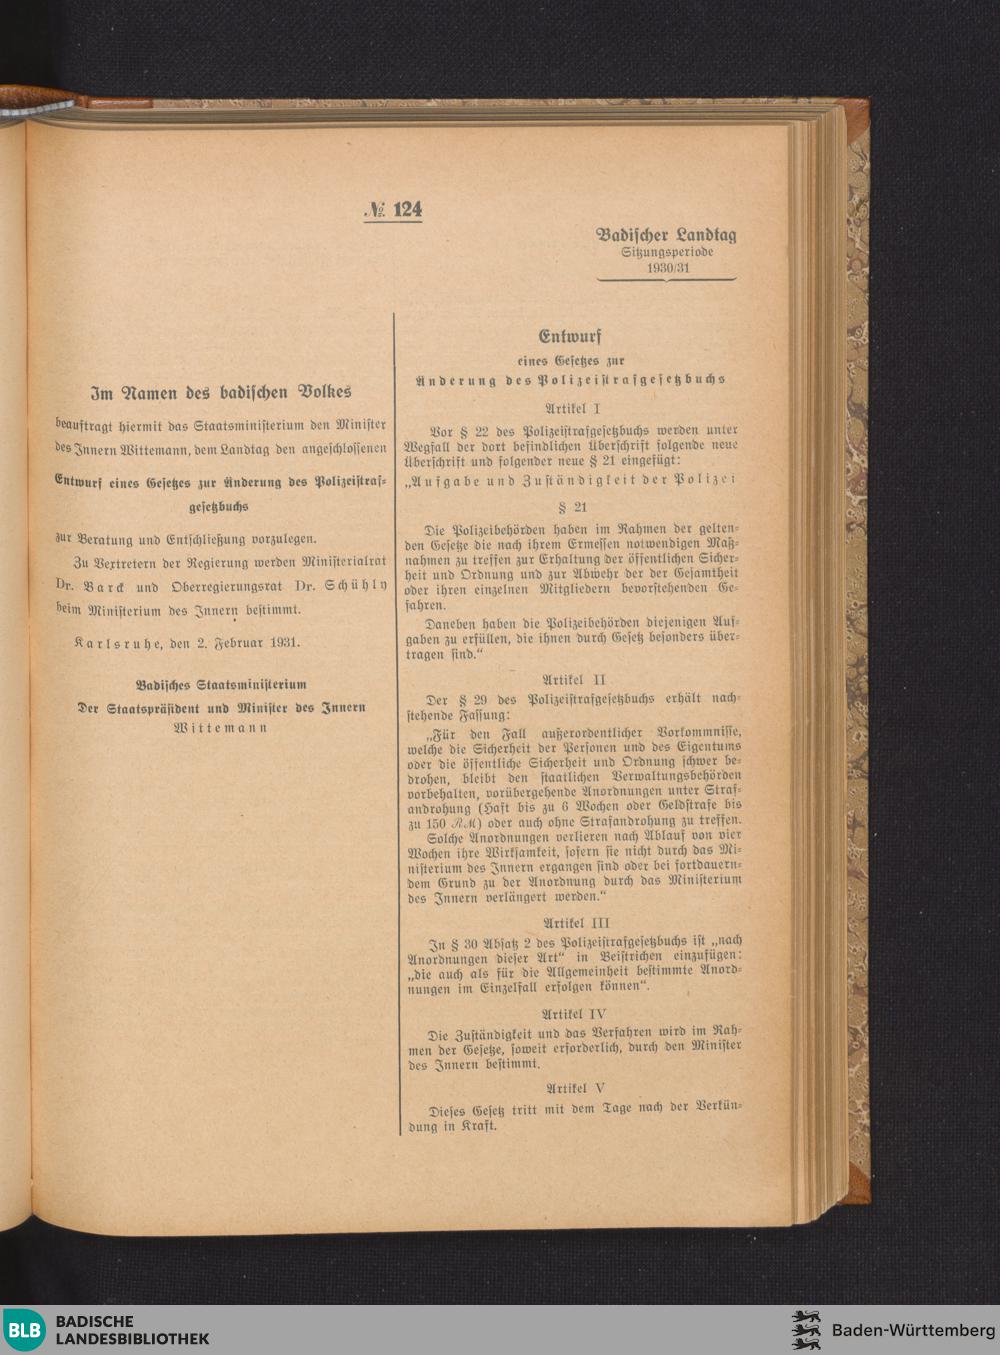 № 124
Badischer Landtag
Sitzungsperiode
1930/31
Im Namen des badischen Volkes
beauftragt hiermit das Staatsministerium den Minister
des Innern Wittemann, dem Landtag den angeschlossenen
Entwurf eines Gesetzes zur Änderung des Polizeistraf-
gesetzbuchs
zur Beratung und Entschließung vorzulegen.
Zu Vertretern der Regierung werden Ministerialrat
Dr. Barck und Oberregierungsrat Dr. Schühly
beim Ministerium des Innern bestimmt.
Karlsruhe, den 2. Februar 1931.
Badisches Staatsministerium
Der Staatspräsident und Minister des Innern
Wittemann
Entwurf
eines Gesetzes zur
Änderung des Polizeistrafgesetzbuchs
Artikel I
Vor § 22 des Polizeistrafgesetzbuchs werden unter
Wegfall der dort befindlichen Überschrift folgende neue
Überschrift und folgender neue § 21 eingefügt:
„Aufgabe und Zuständigkeit der Polizei
§ 21
Die Polizeibehörden haben im Rahmen der gelten-
den Gesetze die nach ihrem Ermessen notwendigen Maß-
nahmen zu treffen zur Erhaltung der öffentlichen Sicher-
heit und Ordnung und zur Abwehr der der Gesamtheit
oder ihren einzelnen Mitgliedern bevorstehenden Ge-
fahren.
Daneben haben die Polizeibehörden diejenigen Auf-
gaben zu erfüllen, die ihnen durch Gesetz besonders über-
tragen sind.“
Artikel II
Der § 29 des Polizeistrafgesetzbuchs erhält nach-
stehende Fassung:
„Für den Fall außerordentlicher Vorkommnisse,
welche die Sicherheit der Personen und des Eigentums
oder die öffentliche Sicherheit und Ordnung schwer be-
drohen, bleibt den staatlichen Verwaltungsbehörden
vorbehalten, vorübergehende Anordnungen unter Straf-
androhung (Haft bis zu 6 Wochen oder Geldstrafe bis
zu 150 RM) oder auch ohne Strafandrohung zu treffen.
Solche Anordnungen verlieren nach Ablauf von vier
Wochen ihre Wirksamkeit, sofern sie nicht durch das Mi-
nisterium des Innern ergangen sind oder bei fortdauern-
dem Grund zu der Anordnung durch das Ministerium
des Innern verlängert werden.“
Artikel III
In § 30 Absatz 2 des Polizeistrafgesetzbuchs ist „nach
Anordnungen dieser Art“ in Beistrichen einzufügen:
„die auch als für die Allgemeinheit bestimmte Anord-
nungen im Einzelfall erfolgen können“.
Artikel IV
Die Zuständigkeit und das Verfahren wird im Rah-
men der Gesetze, soweit erforderlich, durch den Minister
des Innern bestimmt.
Artikel V
Dieses Gesetz tritt mit dem Tage nach der Verkün-
dung in Kraft.
BLB
BADISCHE
LANDESBIBLIOTHEK
Baden-Württemberg